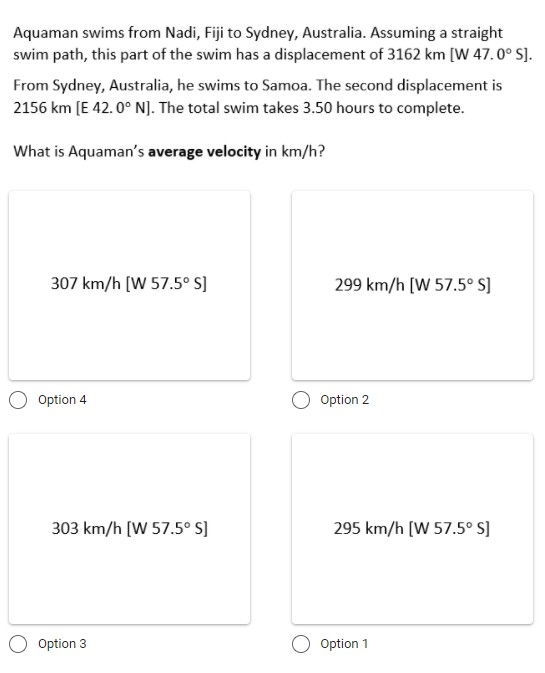 Aquaman swims from Nadi, Fiji to Sydney, Australia. Assuming a straight
swim path, this part of the swim has a displacement of 3162 km [W 47.0° S].
From Sydney, Australia, he swims to Samoa. The second displacement is
2156 km [E 42.0° N]. The total swim takes 3.50 hours to complete.
What is Aquaman's average velocity in km/h?
307 km/h [W 57.5° S]
299 km/h [W 57.5° S]
Option 4
Option 2
303 km/h [W 57.5° S]
295 km/h [W 57.5° S]
Option 3
Option 1